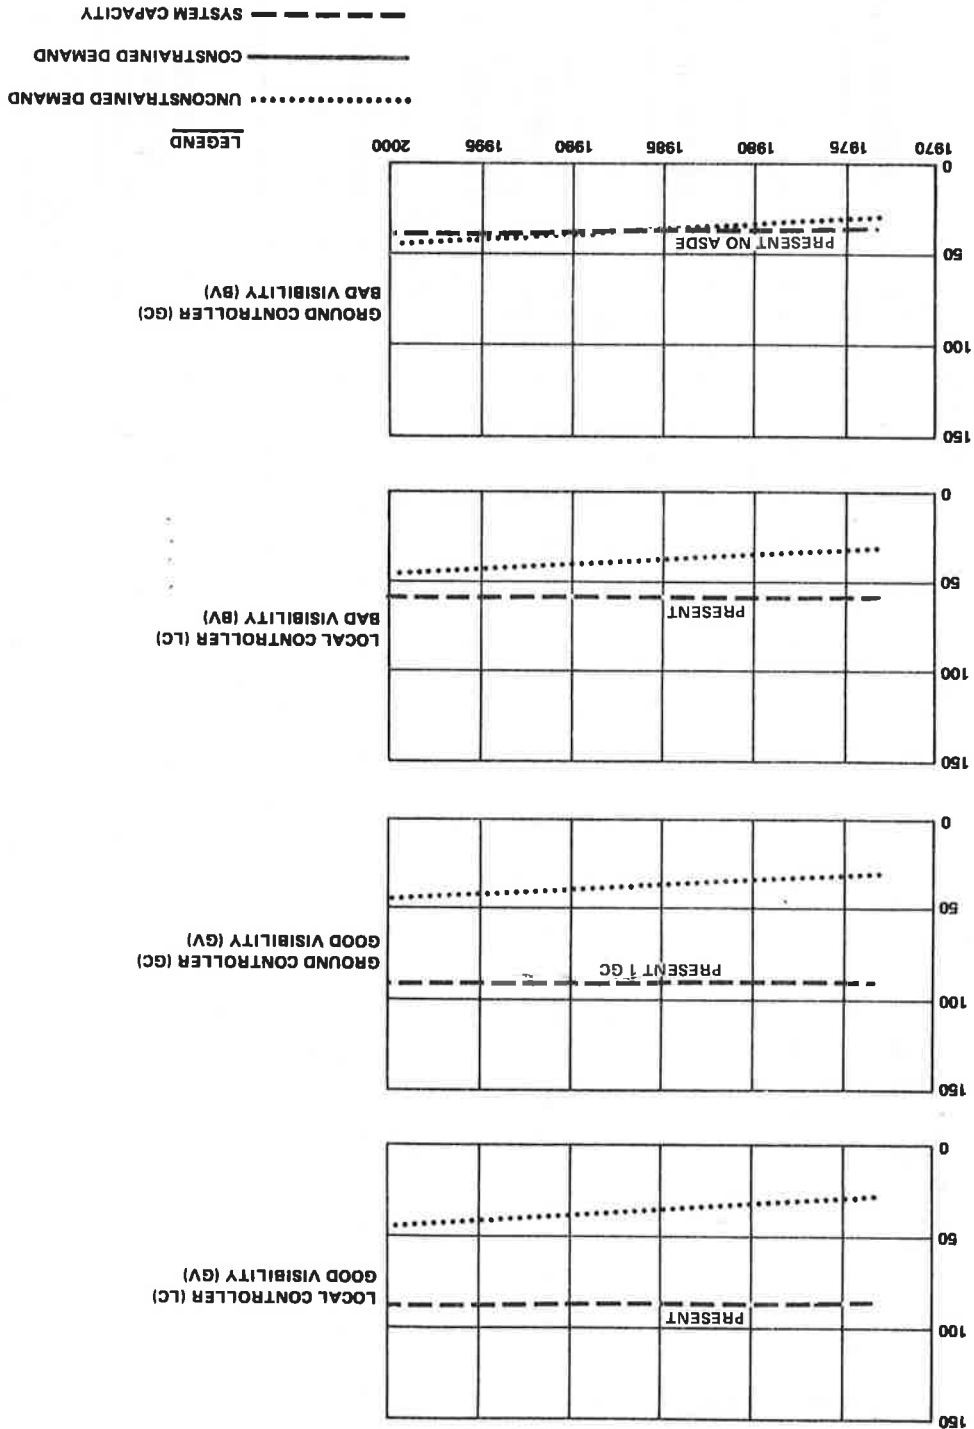 150
100
PRESENT
LOCAL CONTROLLER (LC)
GOOD VISIBILITY (GV)
50
0
150
100
PRESENT 1 GC
GROUND CONTROLLER (GC)
GOOD VISIBILITY (GV)
50
0
150
100
LOCAL CONTROLLER (LC)
BAD VISIBILITY (BV)
PRESENT
50
0
150
100
GROUND CONTROLLER (GC)
BAD VISIBILITY (BV)
50
PRESENT NO ASDE
0
1970 1975 1980 1985 1990 1995 2000
LEGEND
UNCONSTRAINED DEMAND
CONSTRAINED DEMAND
SYSTEM CAPACITY